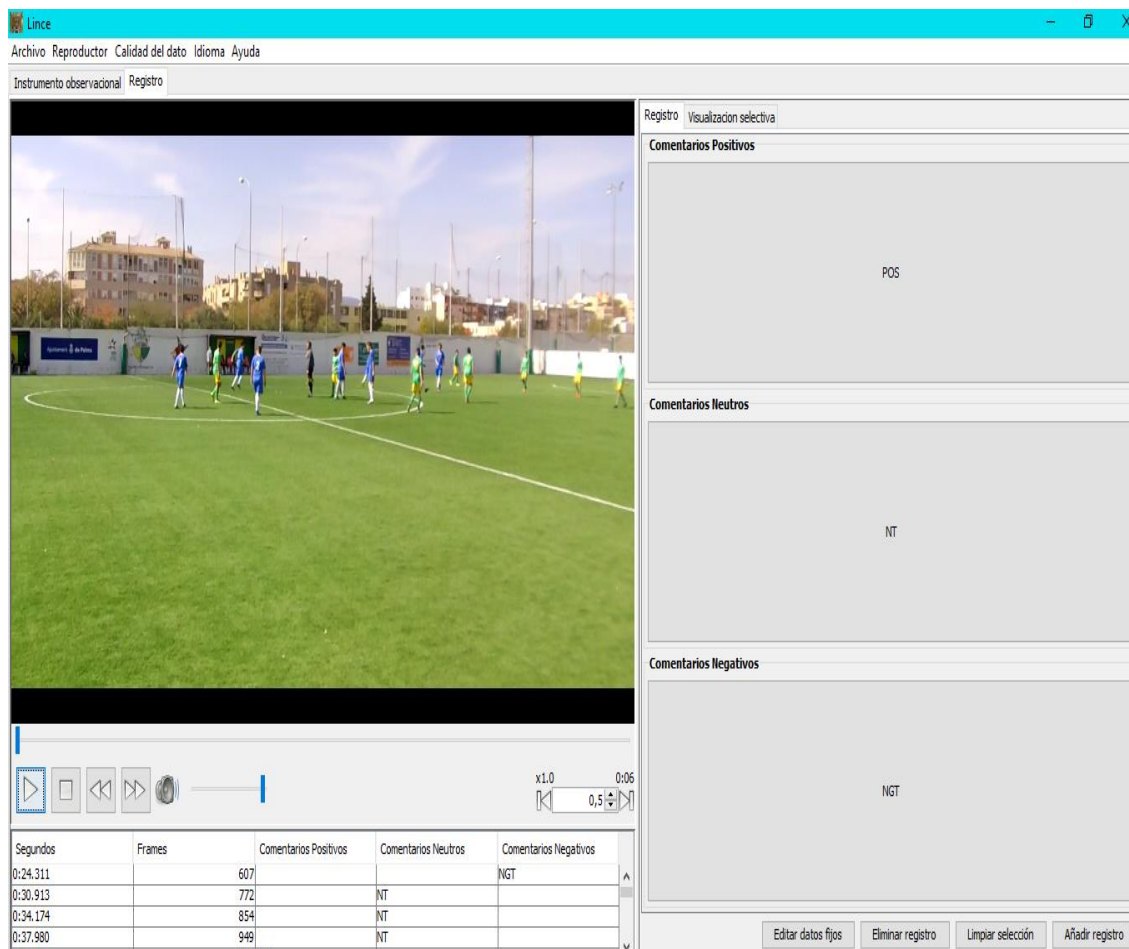 Lince
Archivo Reproductor Calidad del dato Idioma Ayuda
Instrumento observacional Registro
Registro Visualizacion selectiva
Comentarios Positivos
POS
Comentarios Neutros
NT
Comentarios Negativos
NGT
Ajuntament de Palma
x1.0 0:06
0,5
Segundos Frames Comentarios Positivos Comentarios Neutros Comentarios Negativos
0:24.311 607 NGT
0:30.913 772 NT
0:34.174 854 NT
0:37.980 949 NT
Editar datos fijos Eliminar registro Limpiar selección Añadir registro